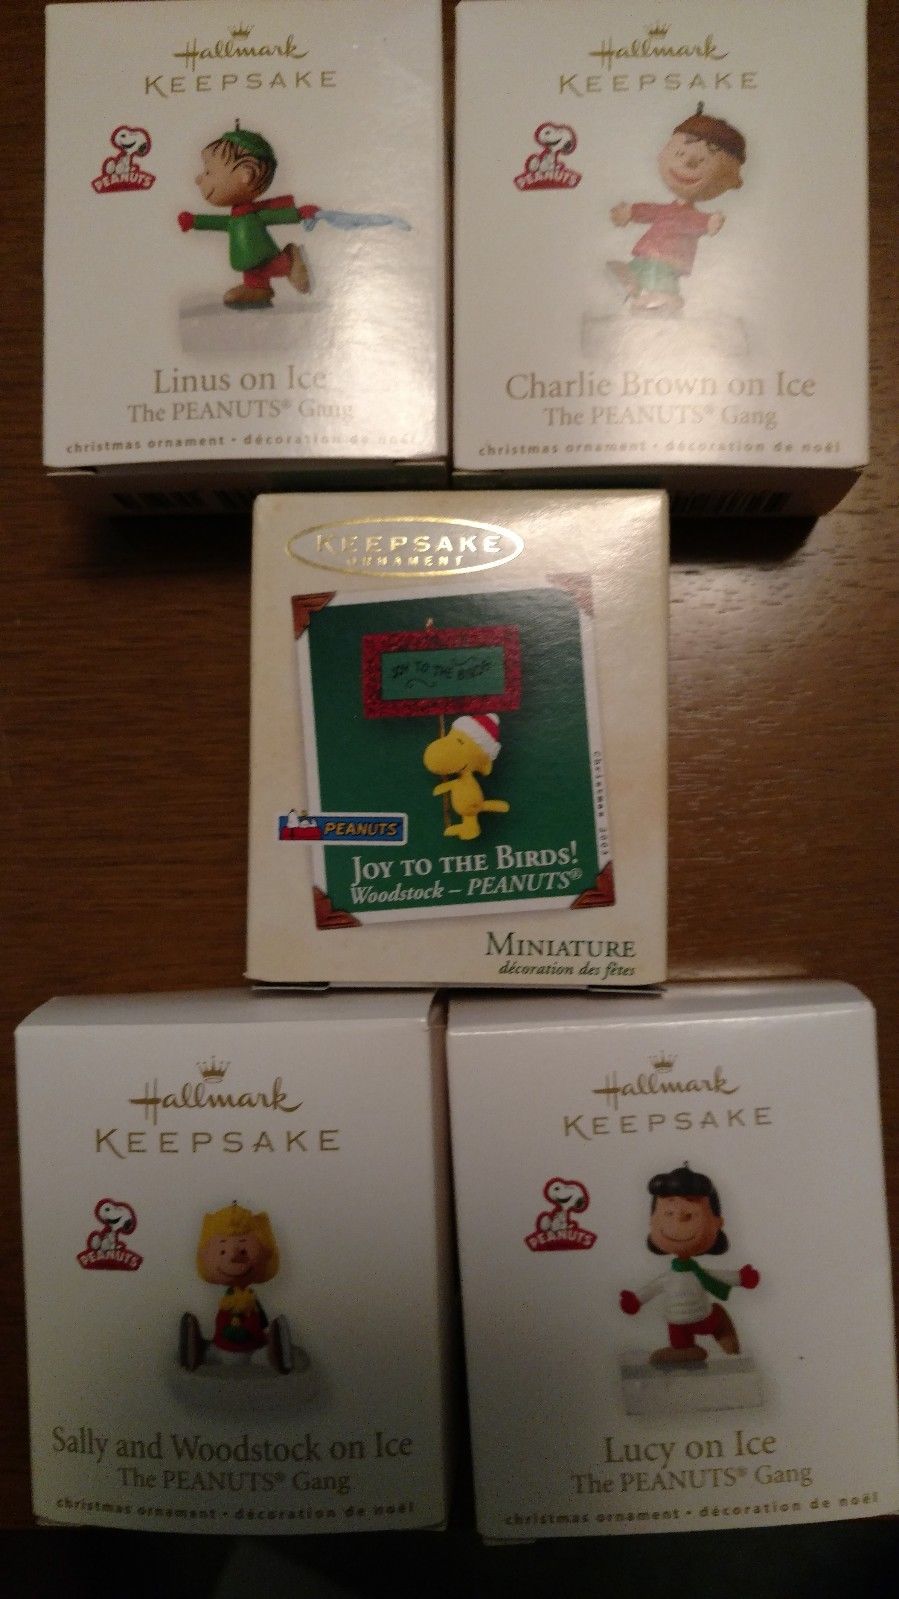 Hallmark
KEEPSAKE
PEANUTS
Linus on Ice
The PEANUTS® Gang
christmas ornament • décoration de noël
Hallmark
KEEPSAKE
PEANUTS
Charlie Brown on Ice
The PEANUTS® Gang
christmas ornament • décoration de noël
KEEPSAKE
ORNAMENT
JOY TO THE BIRDS!
Christmas 2003
PEANUTS
JOY TO THE BIRDS!
Woodstock – PEANUTS®
MINIATURE
décoration des fêtes
Hallmark
KEEPSAKE
PEANUTS
Sally and Woodstock on Ice
The PEANUTS® Gang
christmas ornament • décoration de noël
Hallmark
KEEPSAKE
PEANUTS
Lucy on Ice
The PEANUTS® Gang
christmas ornament • décoration de noël